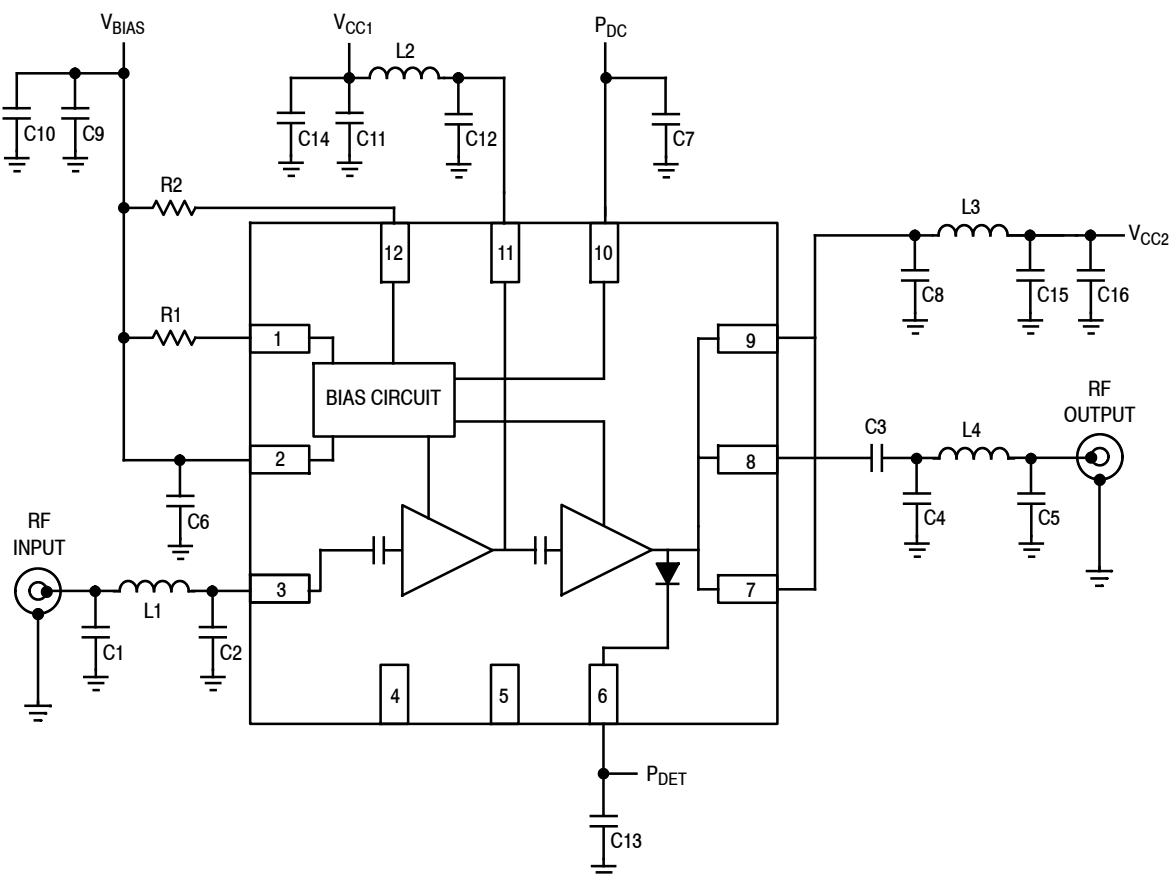 VBIAS
VCC1
PDC
L2
C10
C9
C14
C11
C12
C7
R2
L3
VCC2
12
11
10
C8
C15
C16
R1
1
9
BIAS CIRCUIT
RF
OUTPUT
C3
L4
2
8
C6
C4
C5
RF
INPUT
3
7
L1
C1
C2
4
5
6
PDET
C13